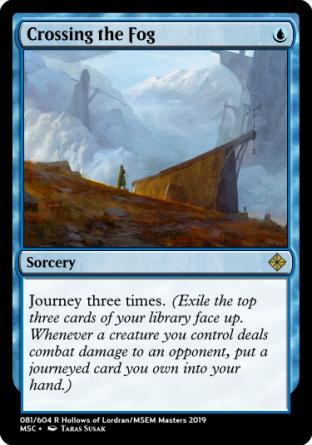 Crossing the Fog
Sorcery
Journey three times. (Exile the top
three cards of your library face up.
Whenever a creature you control deals
combat damage to an opponent, put a
journeyed card you own into your
hand.)
081/604 R Hollows of Lordran/MSEM Masters 2019
MSC • Taras Susak